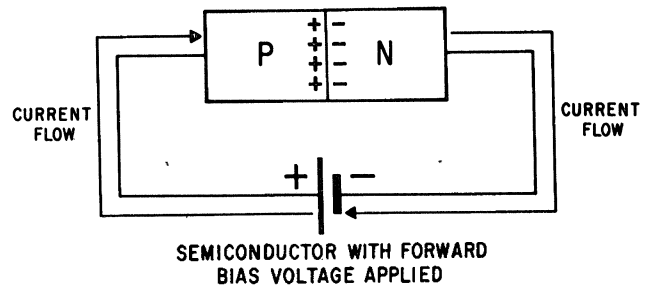 P + - N
+ -
+ -
+ -
CURRENT
FLOW
CURRENT
FLOW
+ -
SEMICONDUCTOR WITH FORWARD
BIAS VOLTAGE APPLIED